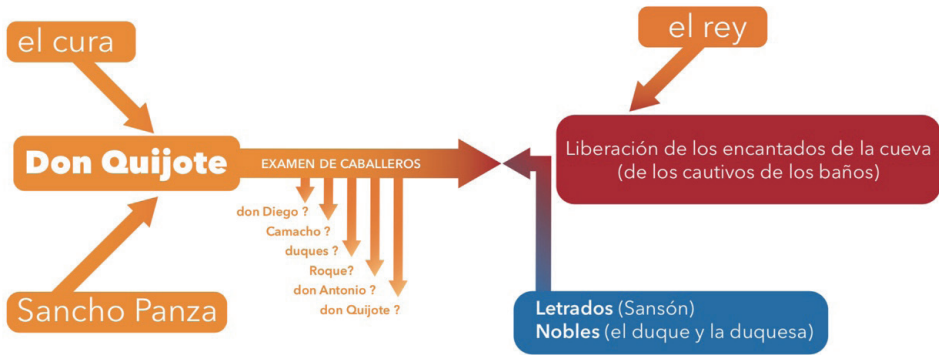 el cura
el rey
Don Quijote
EXAMEN DE CABALLEROS
Liberación de los encantados de la cueva
(de los cautivos de los baños)
don Diego ?
Camacho ?
duques ?
Roque?
don Antonio ?
don Quijote ?
Sancho Panza
Letrados (Sansón)
Nobles (el duque y la duquesa)